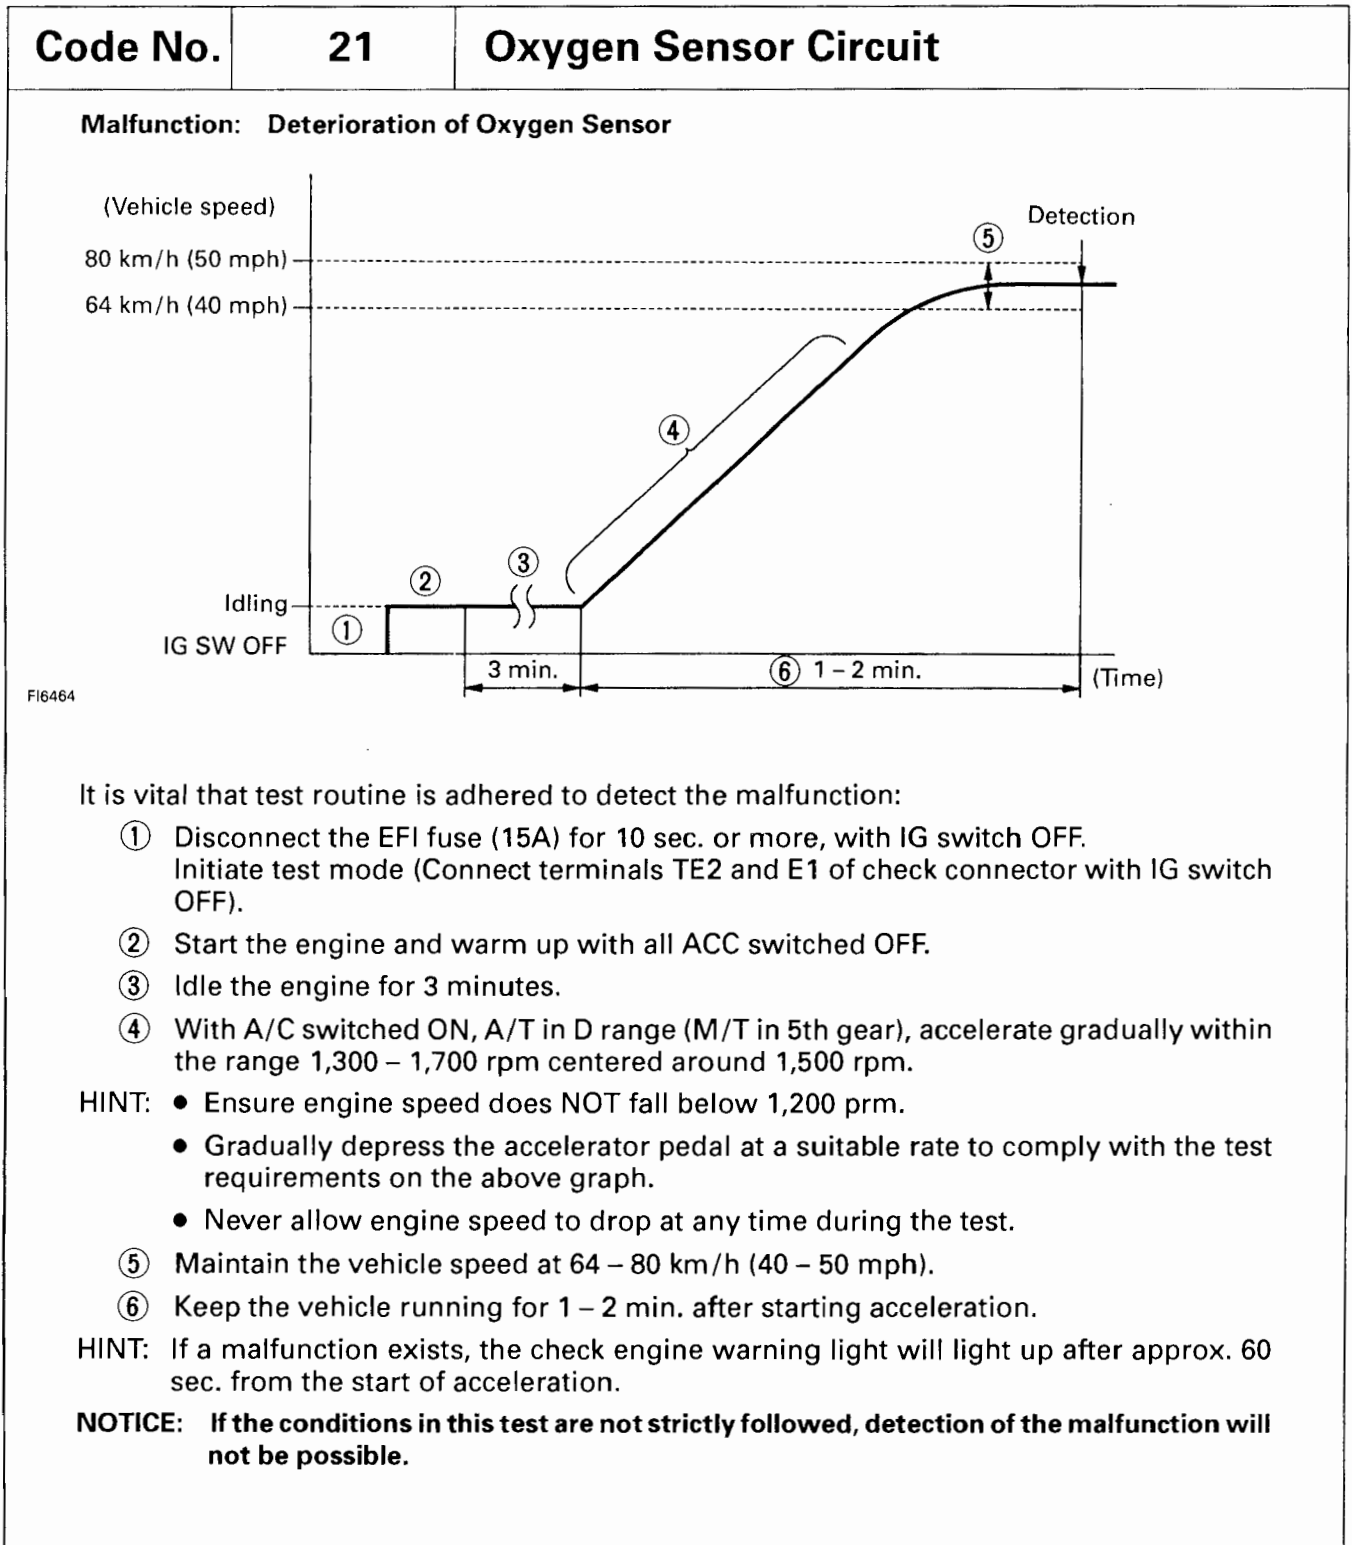 Code No. 21 Oxygen Sensor Circuit
Malfunction: Deterioration of Oxygen Sensor
(Vehicle speed)
Detection
⑤
80 km/h (50 mph)
64 km/h (40 mph)
④
③
②
Idling
①
IG SW OFF
3 min.
⑥ 1 – 2 min.
(Time)
FI6464
It is vital that test routine is adhered to detect the malfunction:
① Disconnect the EFI fuse (15A) for 10 sec. or more, with IG switch OFF.
Initiate test mode (Connect terminals TE2 and E1 of check connector with IG switch
OFF).
② Start the engine and warm up with all ACC switched OFF.
③ Idle the engine for 3 minutes.
④ With A/C switched ON, A/T in D range (M/T in 5th gear), accelerate gradually within
the range 1,300 – 1,700 rpm centered around 1,500 rpm.
HINT: ● Ensure engine speed does NOT fall below 1,200 prm.
● Gradually depress the accelerator pedal at a suitable rate to comply with the test
requirements on the above graph.
● Never allow engine speed to drop at any time during the test.
⑤ Maintain the vehicle speed at 64 – 80 km/h (40 – 50 mph).
⑥ Keep the vehicle running for 1 – 2 min. after starting acceleration.
HINT: If a malfunction exists, the check engine warning light will light up after approx. 60
sec. from the start of acceleration.
NOTICE: If the conditions in this test are not strictly followed, detection of the malfunction will
not be possible.